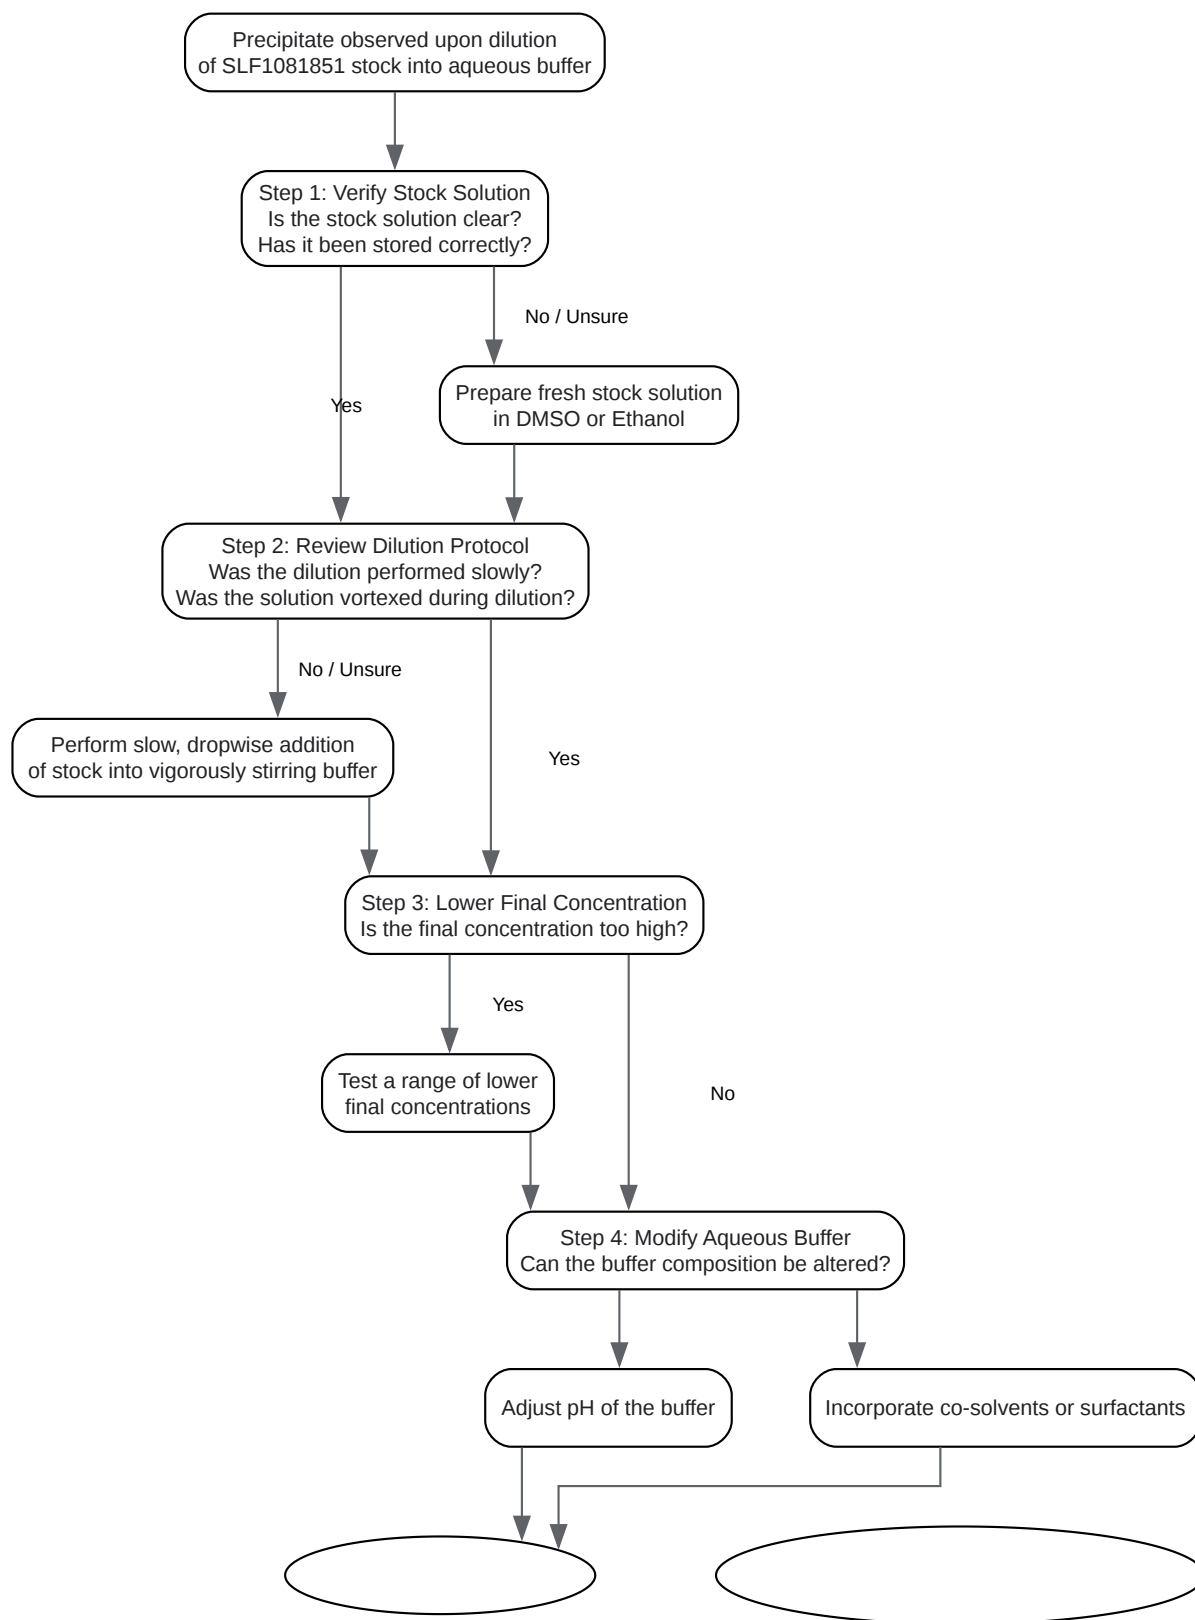 Precipitate observed upon dilution
of SLF1081851 stock into aqueous buffer
Step 1: Verify Stock Solution
Is the stock solution clear?
Has it been stored correctly?
No / Unsure
Yes
Prepare fresh stock solution
in DMSO or Ethanol
Step 2: Review Dilution Protocol
Was the dilution performed slowly?
Was the solution vortexed during dilution?
No / Unsure
Perform slow, dropwise addition
of stock into vigorously stirring buffer
Yes
Step 3: Lower Final Concentration
Is the final concentration too high?
Yes
Test a range of lower
final concentrations
No
Step 4: Modify Aqueous Buffer
Can the buffer composition be altered?
Adjust pH of the buffer
Incorporate co-solvents or surfactants